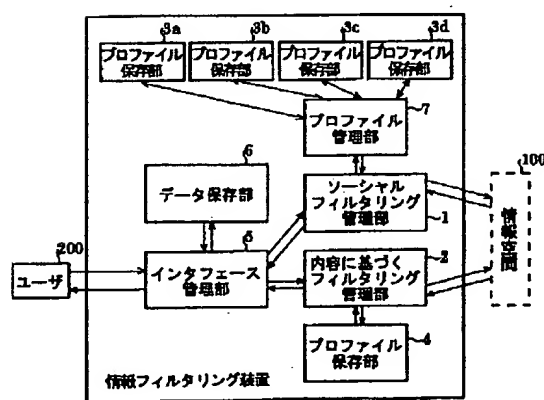 3a
3b
3c
3d
プロファイル
保存部
プロファイル
保存部
プロファイル
保存部
プロファイル
保存部
7
プロファイル
管理部
6
データ保存部
ソーシャル
フィルタリング
管理部
1
100
情報空間
200
ユーザ
5
インタフェース
管理部
2
内容に基づく
フィルタリング
管理部
4
プロファイル
保存部
情報フィルタリング装置